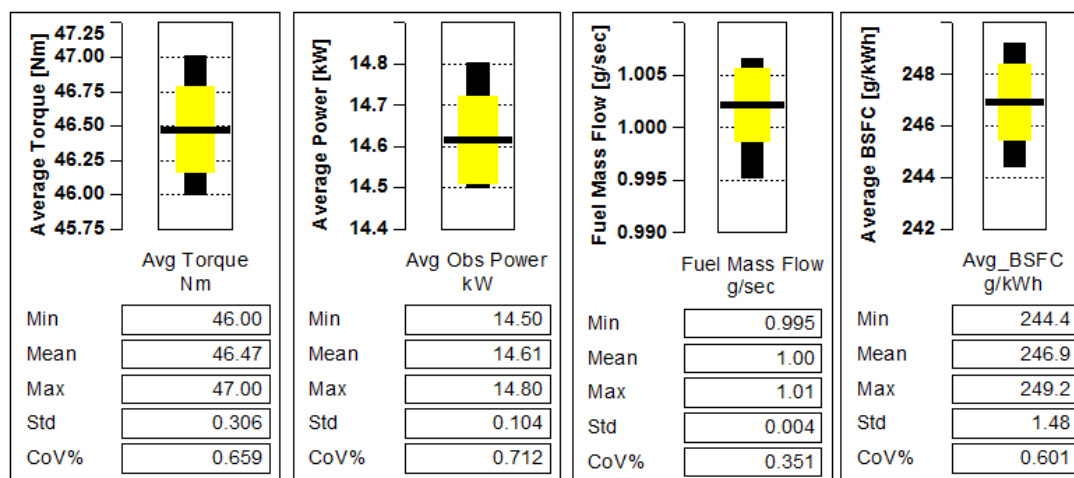 Average Torque [Nm]
47.25
47.00
46.75
46.50
46.25
46.00
45.75
Avg Torque
Nm
Min 46.00
Mean 46.47
Max 47.00
Std 0.306
CoV% 0.659
Average Power [kW]
14.8
14.7
14.6
14.5
14.4
Avg Obs Power
kW
Min 14.50
Mean 14.61
Max 14.80
Std 0.104
CoV% 0.712
Fuel Mass Flow [g/sec]
1.005
1.000
0.995
0.990
Fuel Mass Flow
g/sec
Min 0.995
Mean 1.00
Max 1.01
Std 0.004
CoV% 0.351
Average BSFC [g/kWh]
248
246
244
242
Avg_BSFC
g/kWh
Min 244.4
Mean 246.9
Max 249.2
Std 1.48
CoV% 0.601